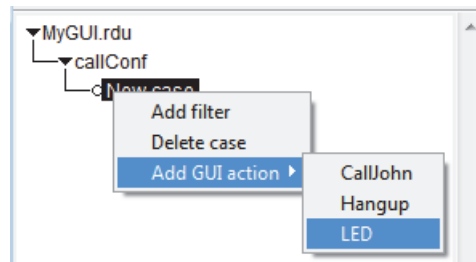 MyGUI.rdu
callConf
New case
Add filter
Delete case
Add GUI action
CallJohn
Hangup
LED